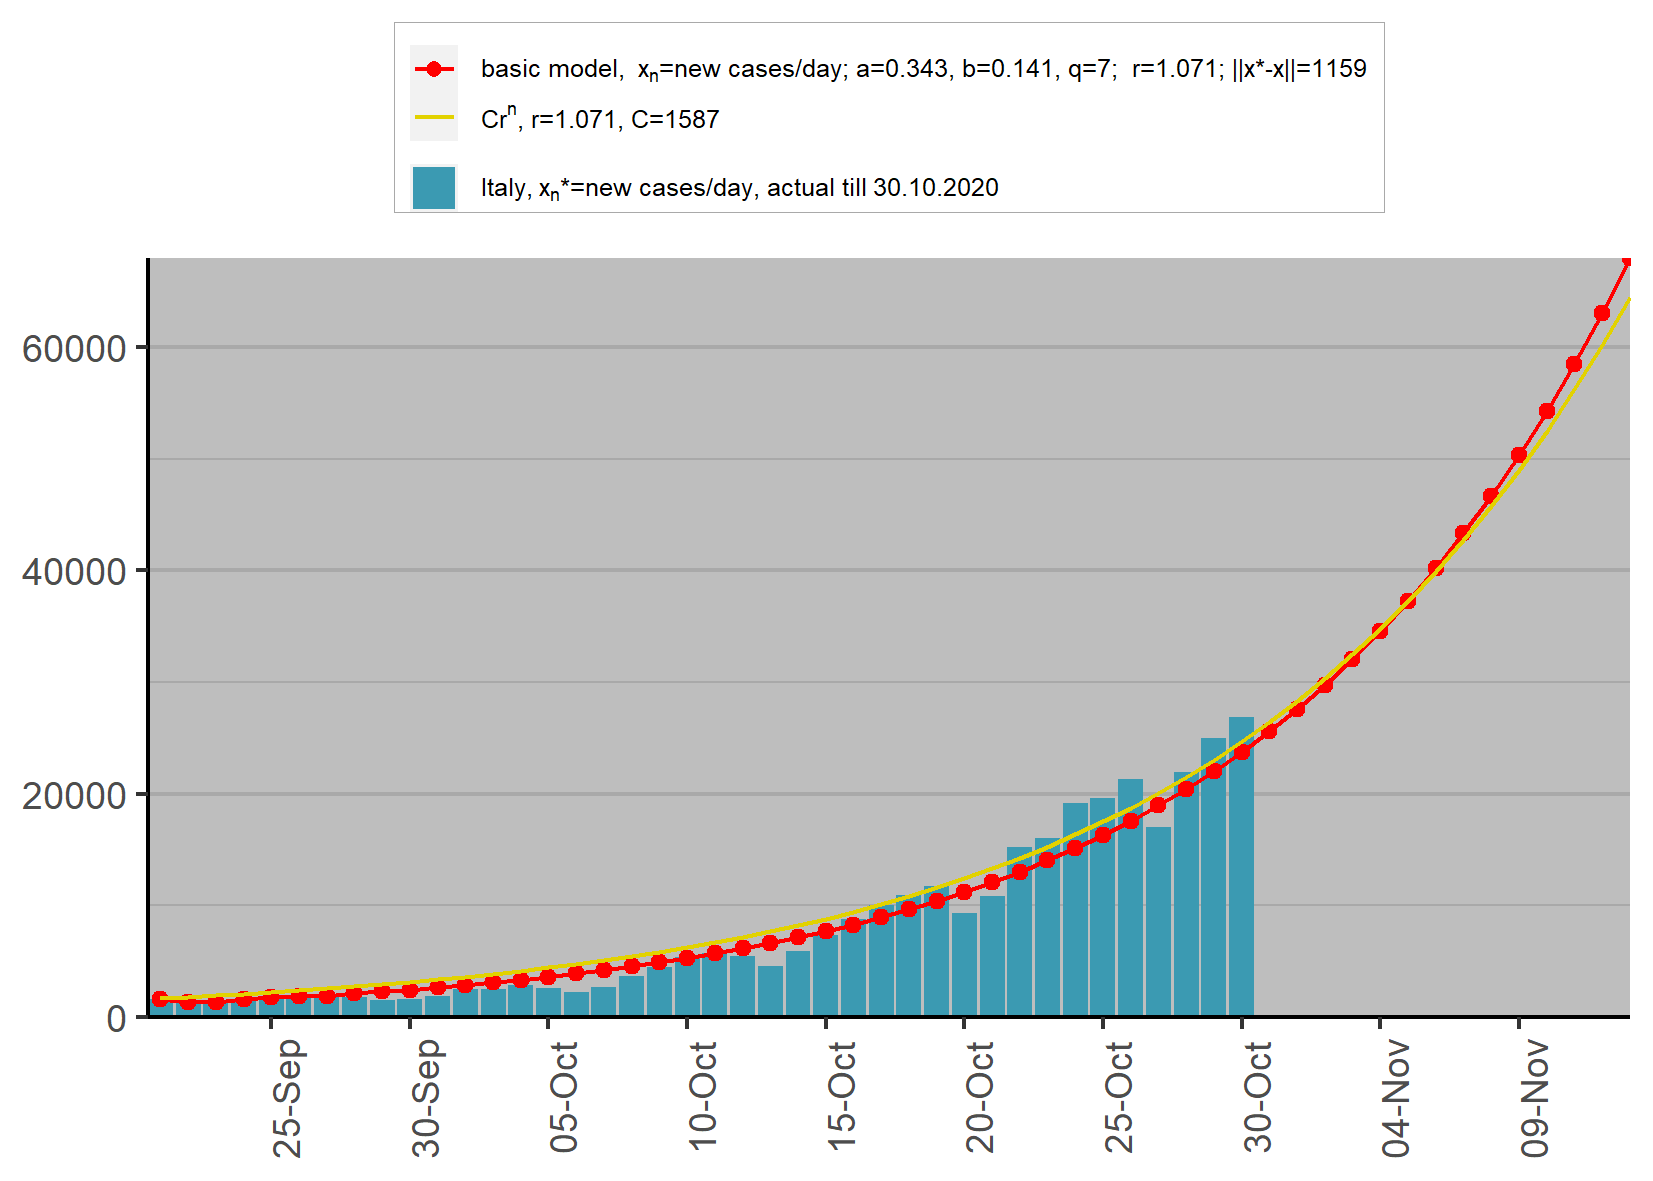 basic model,  xn=new cases/day; a=0.343, b=0.141, q=7;  r=1.071; ||x*-x||=1159
Crn, r=1.071, C=1587
Italy, xn*=new cases/day, actual till 30.10.2020
60000
40000
20000
0
25-Sep
30-Sep
05-Oct
10-Oct
15-Oct
20-Oct
25-Oct
30-Oct
04-Nov
09-Nov